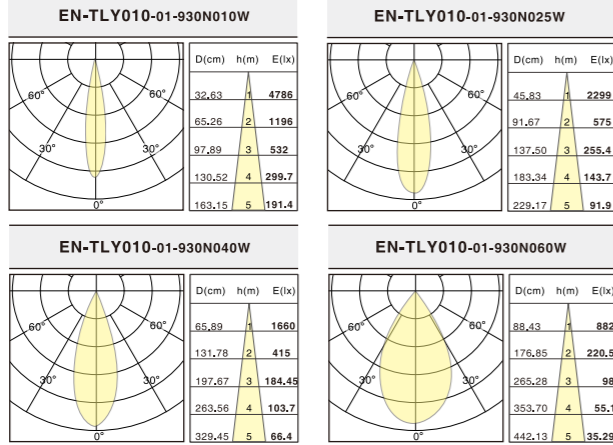 EN-TLY010-01-930N010W
60° 60°
30° 30°
0°
D(cm) h(m) E(lx)
32.63 1 4786
65.26 2 1196
97.89 3 532
130.52 4 299.7
163.15 5 191.4
EN-TLY010-01-930N025W
60° 60°
30° 30°
0°
D(cm) h(m) E(lx)
45.83 1 2299
91.67 2 575
137.50 3 255.4
183.34 4 143.7
229.17 5 91.9
EN-TLY010-01-930N040W
60° 60°
30° 30°
0°
D(cm) h(m) E(lx)
65.89 1 1660
131.78 2 415
197.67 3 184.45
263.56 4 103.7
329.45 5 66.4
EN-TLY010-01-930N060W
60° 60°
30° 30°
0°
D(cm) h(m) E(lx)
88.43 1 882
176.85 2 220.5
265.28 3 98
353.70 4 55.1
442.13 5 35.29